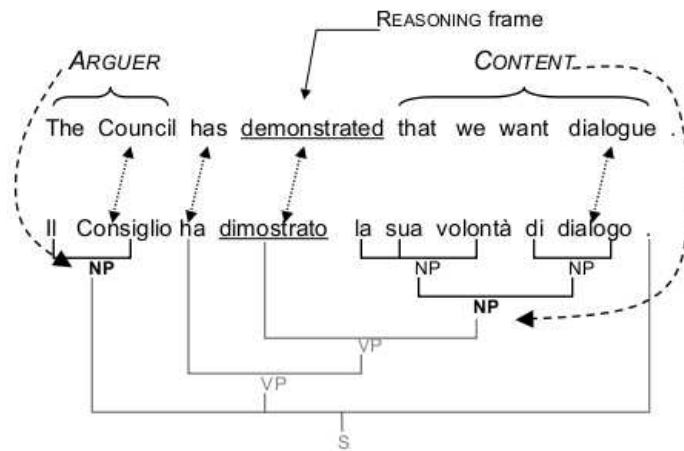 REASONING frame
ARGUER CONTENT
The Council has demonstrated that we want dialogue .
Il Consiglio ha dimostrato la sua volontà di dialogo .
NP NP NP
NP
VP
VP
S